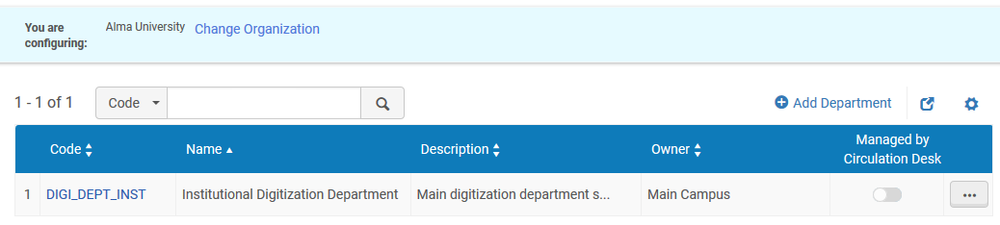 You are configuring: Alma University Change Organization
1 - 1 of 1 Code Add Department
Code Name Description Owner Managed by Circulation Desk
1 DIGI_DEPT_INST Institutional Digitization Department Main digitization department s... Main Campus ...